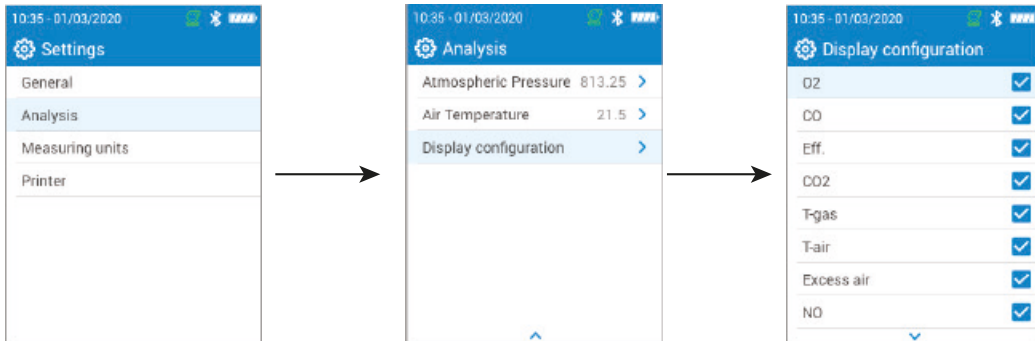 10:35 - 01/03/2020
Settings
General
Analysis
Measuring units
Printer
10:35 - 01/03/2020
Analysis
Atmospheric Pressure 813.25
Air Temperature 21.5
Display configuration
10:35 - 01/03/2020
Display configuration
O2
CO
Eff.
CO2
T-gas
T-air
Excess air
NO